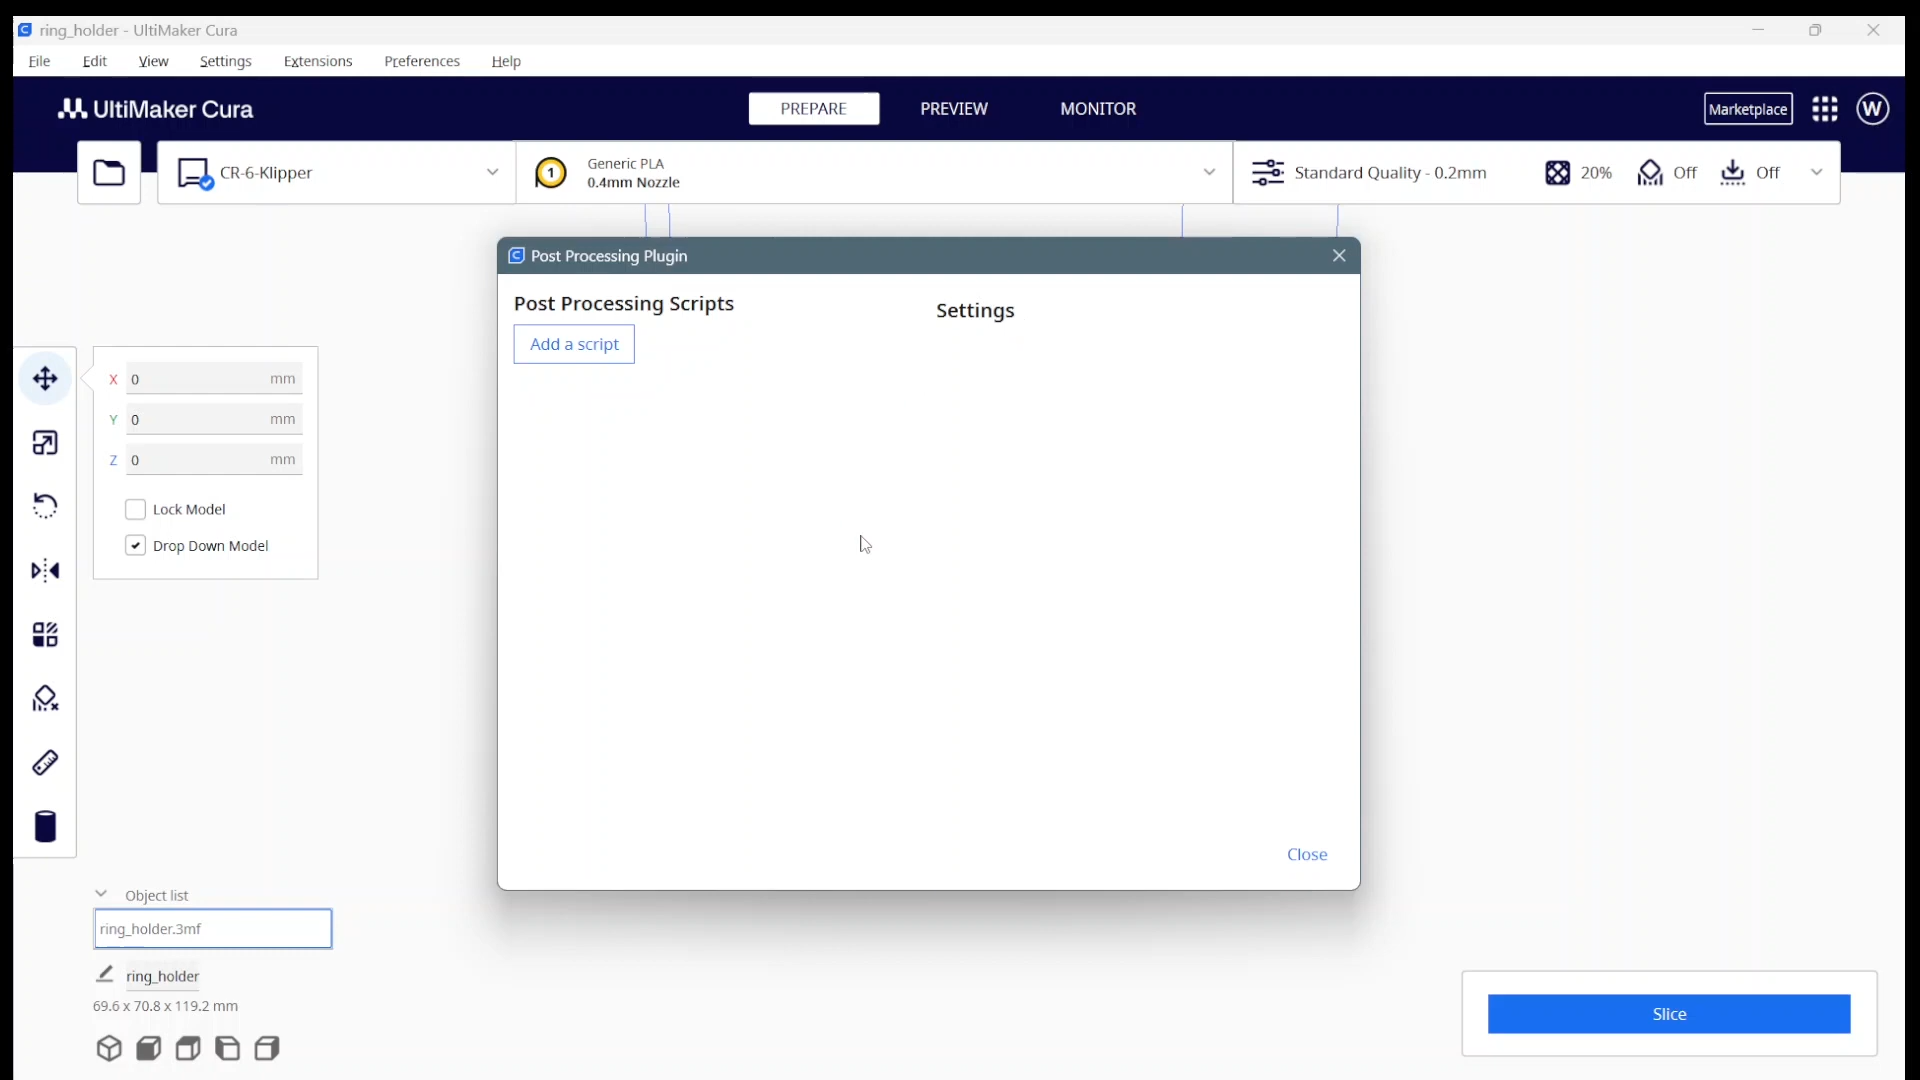 ring_holder - UltiMaker Cura
File Edit View Settings Extensions Preferences Help
UltiMaker Cura
PREPARE PREVIEW MONITOR
Marketplace
W
CR-6-Klipper
1
Generic PLA
0.4mm Nozzle
Standard Quality - 0.2mm
20%
Off
Off
Post Processing Plugin
Post Processing Scripts
Settings
Add a script
X 0 mm
Y 0 mm
Z 0 mm
Lock Model
Drop Down Model
Close
Object list
ring_holder.3mf
ring_holder
69.6 x 70.8 x 119.2 mm
Slice